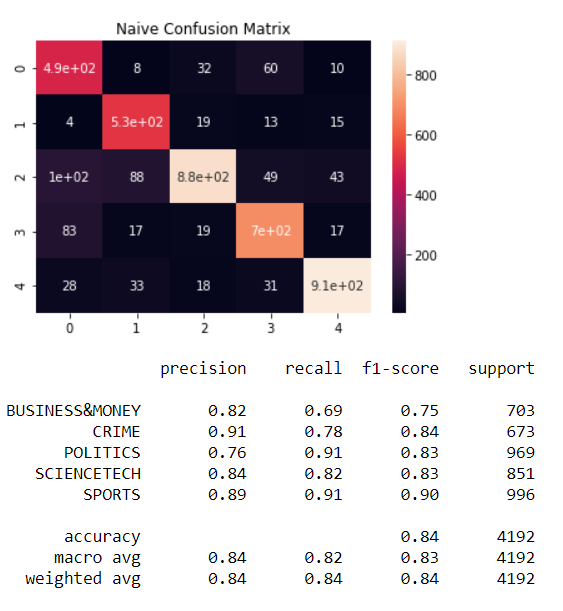 Naive Confusion Matrix
0 4.9e+02 8 32 60 10
1 4 5.3e+02 19 13 15
2 1e+02 88 8.8e+02 49 43
3 83 17 19 7e+02 17
4 28 33 18 31 9.1e+02
0 1 2 3 4
800
600
400
200
precision recall f1-score support
BUSINESS&MONEY 0.82 0.69 0.75 703
CRIME 0.91 0.78 0.84 673
POLITICS 0.76 0.91 0.83 969
SCIENCETECH 0.84 0.82 0.83 851
SPORTS 0.89 0.91 0.90 996
accuracy 0.84 4192
macro avg 0.84 0.82 0.83 4192
weighted avg 0.84 0.84 0.84 4192